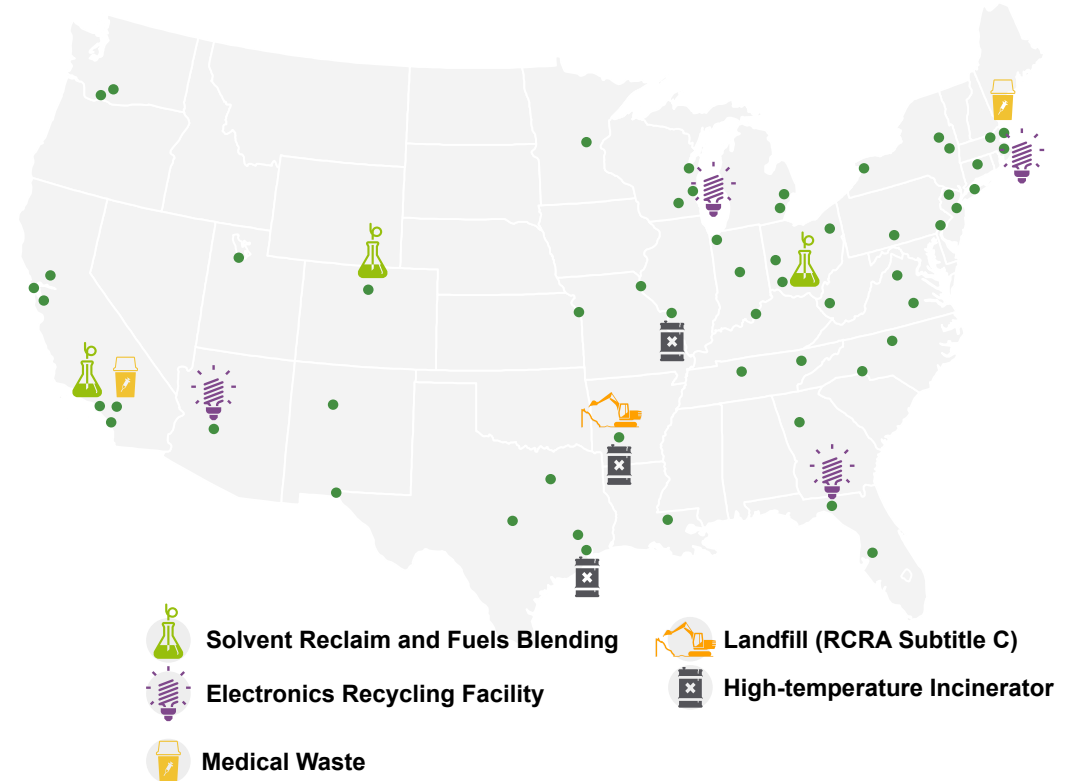 Solvent Reclaim and Fuels Blending
Landfill (RCRA Subtitle C)
Electronics Recycling Facility
High-temperature Incinerator
Medical Waste